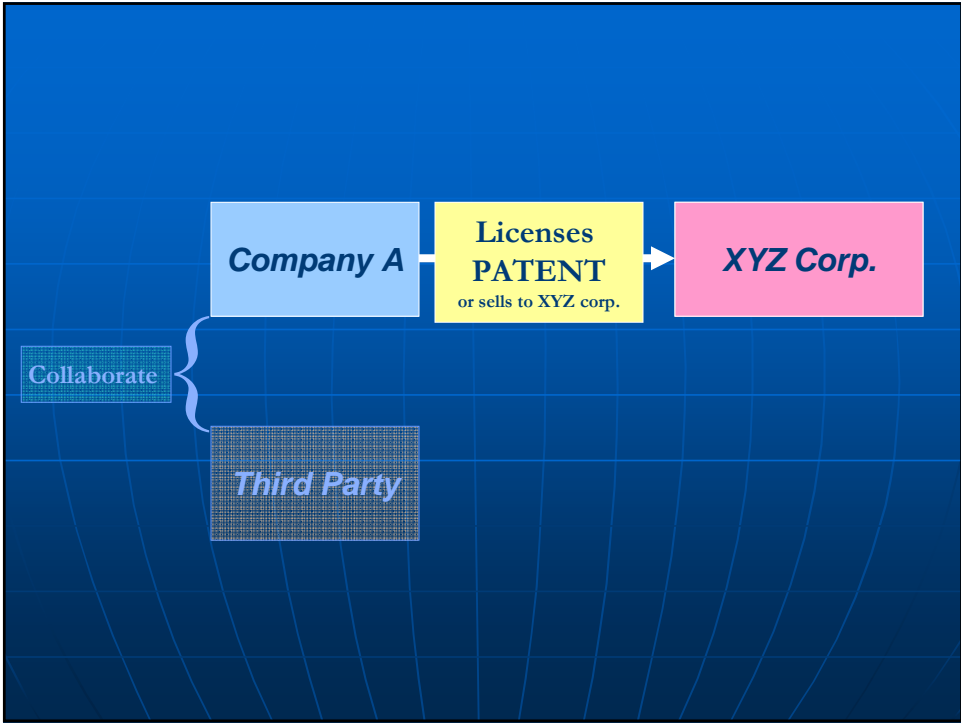 Company A
Licenses
PATENT
or sells to XYZ corp.
XYZ Corp.
Collaborate
Third Party